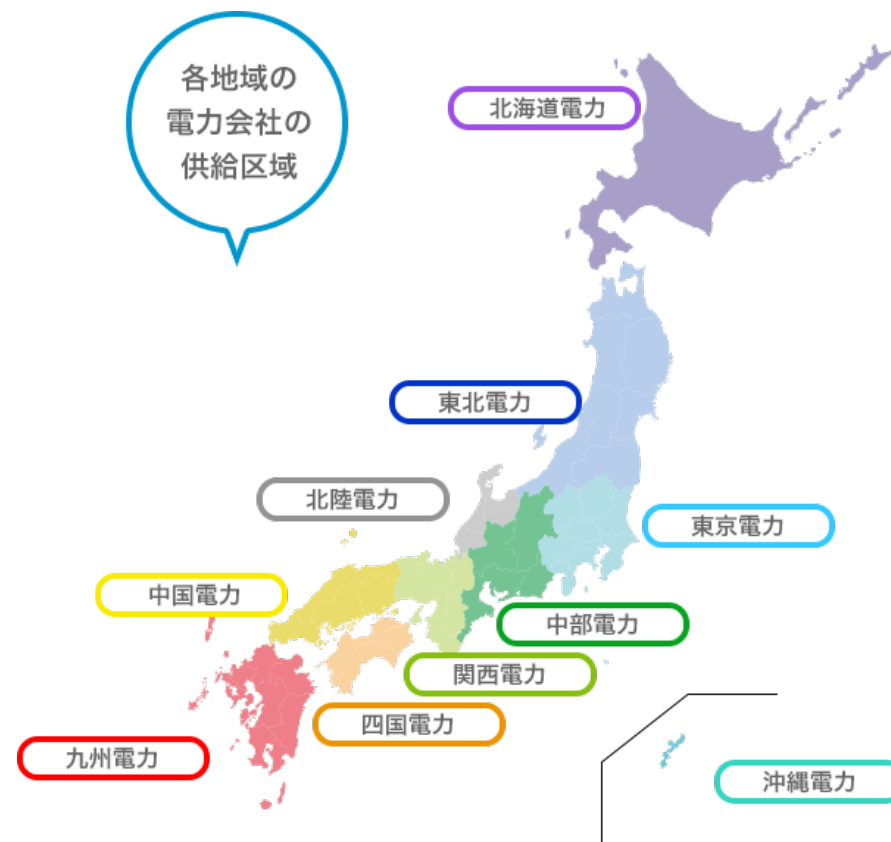 各地域の
電力会社の
供給区域
北海道電力
東北電力
北陸電力
東京電力
中国電力
中部電力
関西電力
四国電力
九州電力
沖縄電力